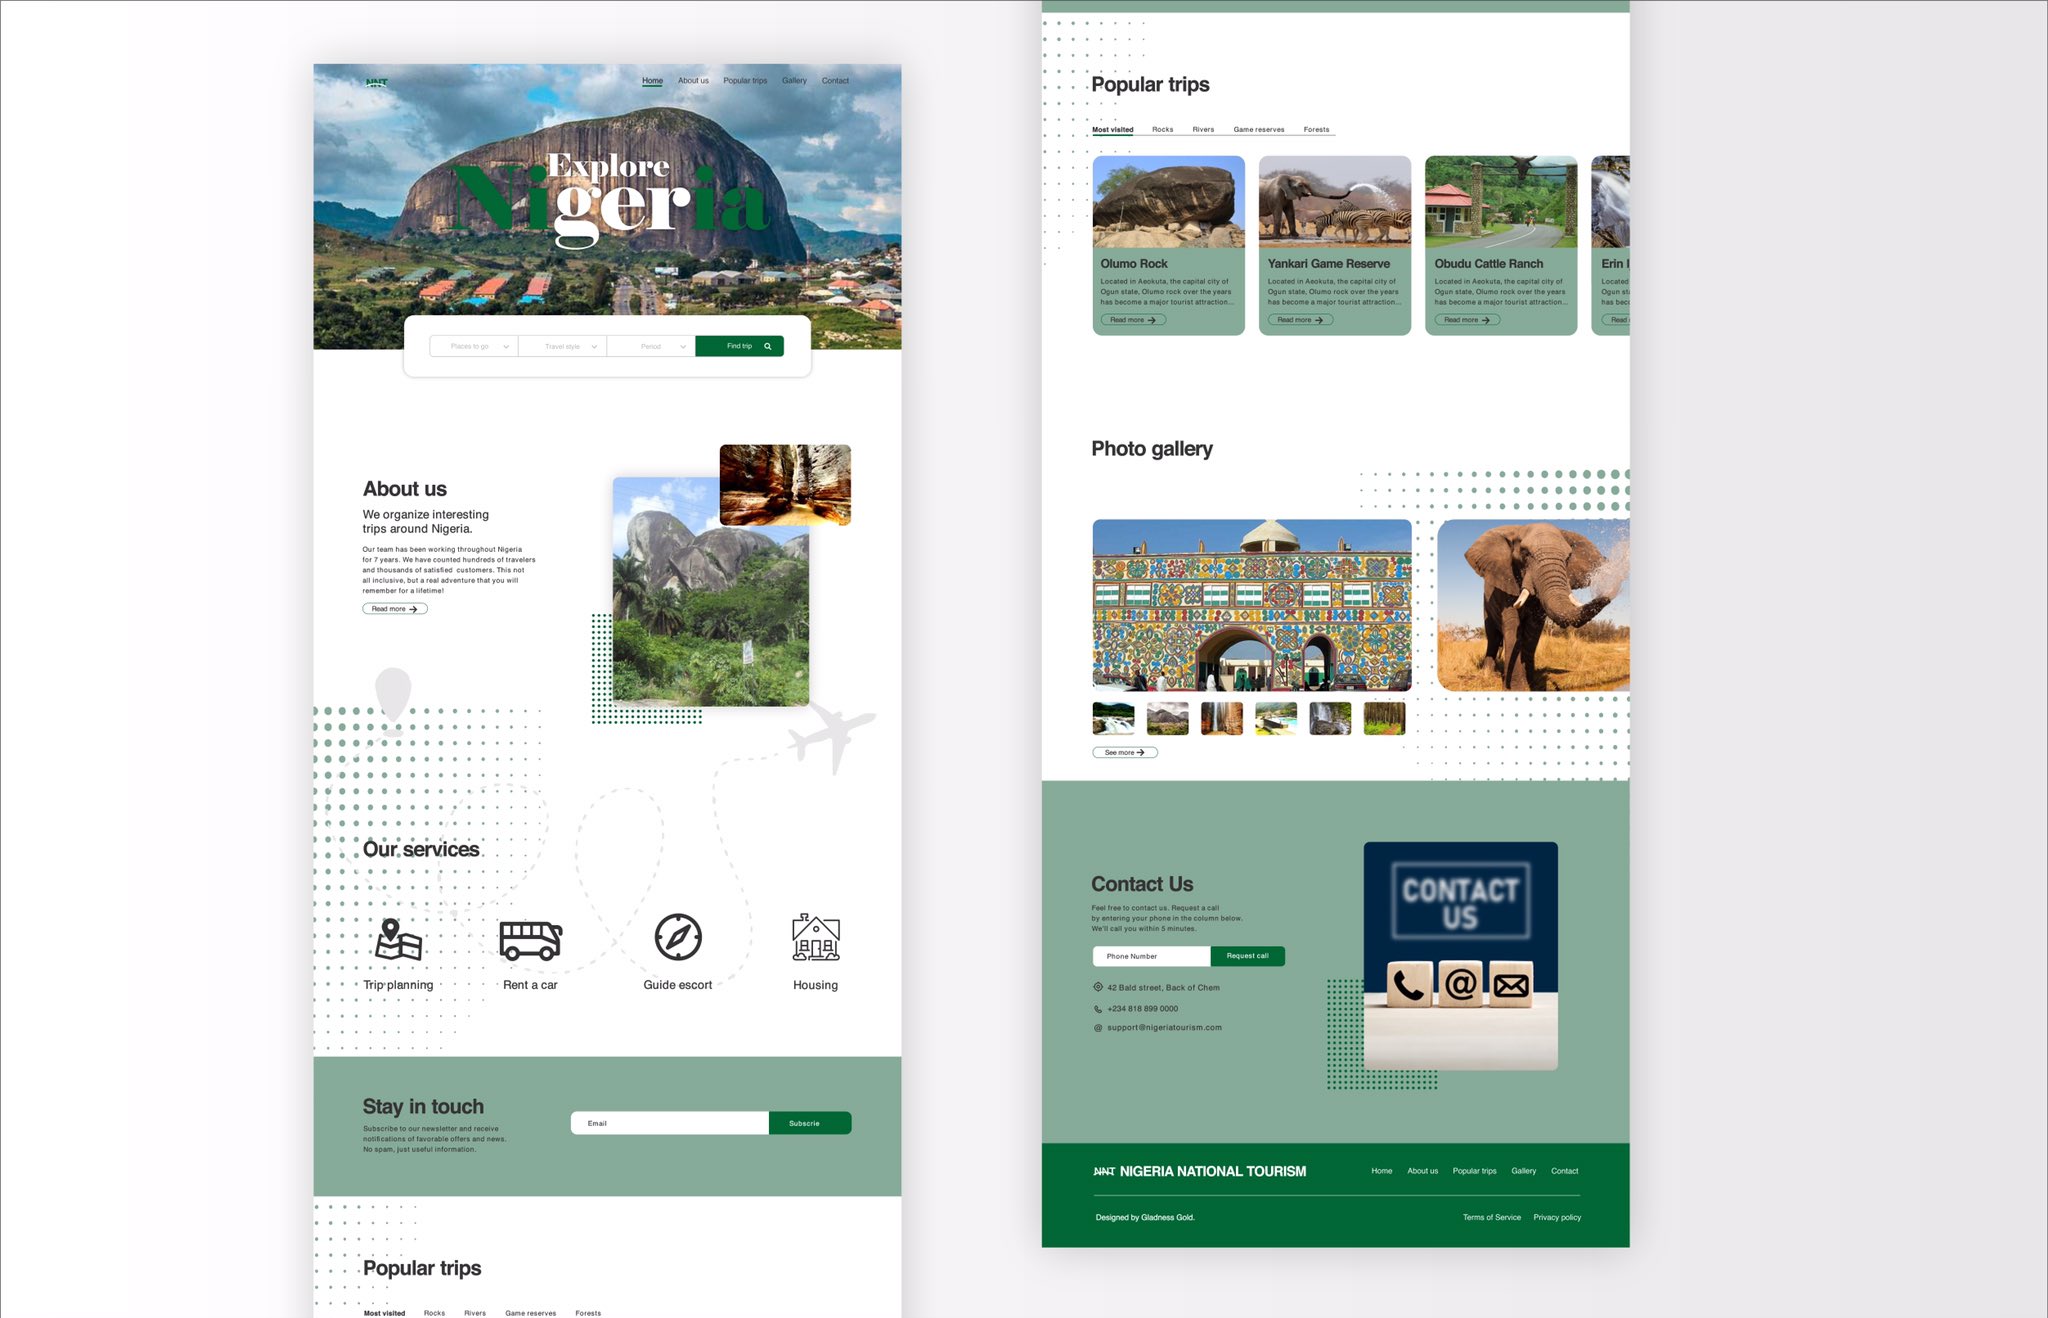 NNT
Home About us Popular trips Gallery Contact
Explore
Nigeria
Places to go Travel style Period Find trip
About us
We organize interesting
trips around Nigeria.
Our team has been working throughout Nigeria
for 7 years. We have counted hundreds of travelers
and thousands of satisfied customers. This not
all inclusive, but a real adventure that you will
remember for a lifetime!
Read more
Our services
Trip planning Rent a car Guide escort Housing
Stay in touch
Subscribe to our newsletter and receive
notifications of favorable offers and news.
No spam, just useful information.
Email Subscrie
Popular trips
Most visited Rocks Rivers Game reserves Forests
Popular trips
Most visited Rocks Rivers Game reserves Forests
Olumo Rock
Located in Aeokuta, the capital city of
Ogun state, Olumo rock over the years
has become a major tourist attraction...
Read more
Yankari Game Reserve
Located in Aeokuta, the capital city of
Ogun state, Olumo rock over the years
has become a major tourist attraction...
Read more
Obudu Cattle Ranch
Located in Aeokuta, the capital city of
Ogun state, Olumo rock over the years
has become a major tourist attraction...
Read more
Erin
Located
Ogun sta
has beco
Read
Photo gallery
See more
Contact Us
Feel free to contact us. Request a call
by entering your phone in the column below.
We'll call you within 5 minutes.
Phone Number Request call
42 Bald street, Back of Chem
+234 818 899 0000
support@nigeriatourism.com
CONTACT
US
@
NNT NIGERIA NATIONAL TOURISM
Home About us Popular trips Gallery Contact
Designed by Gladness Gold.
Terms of Service Privacy policy